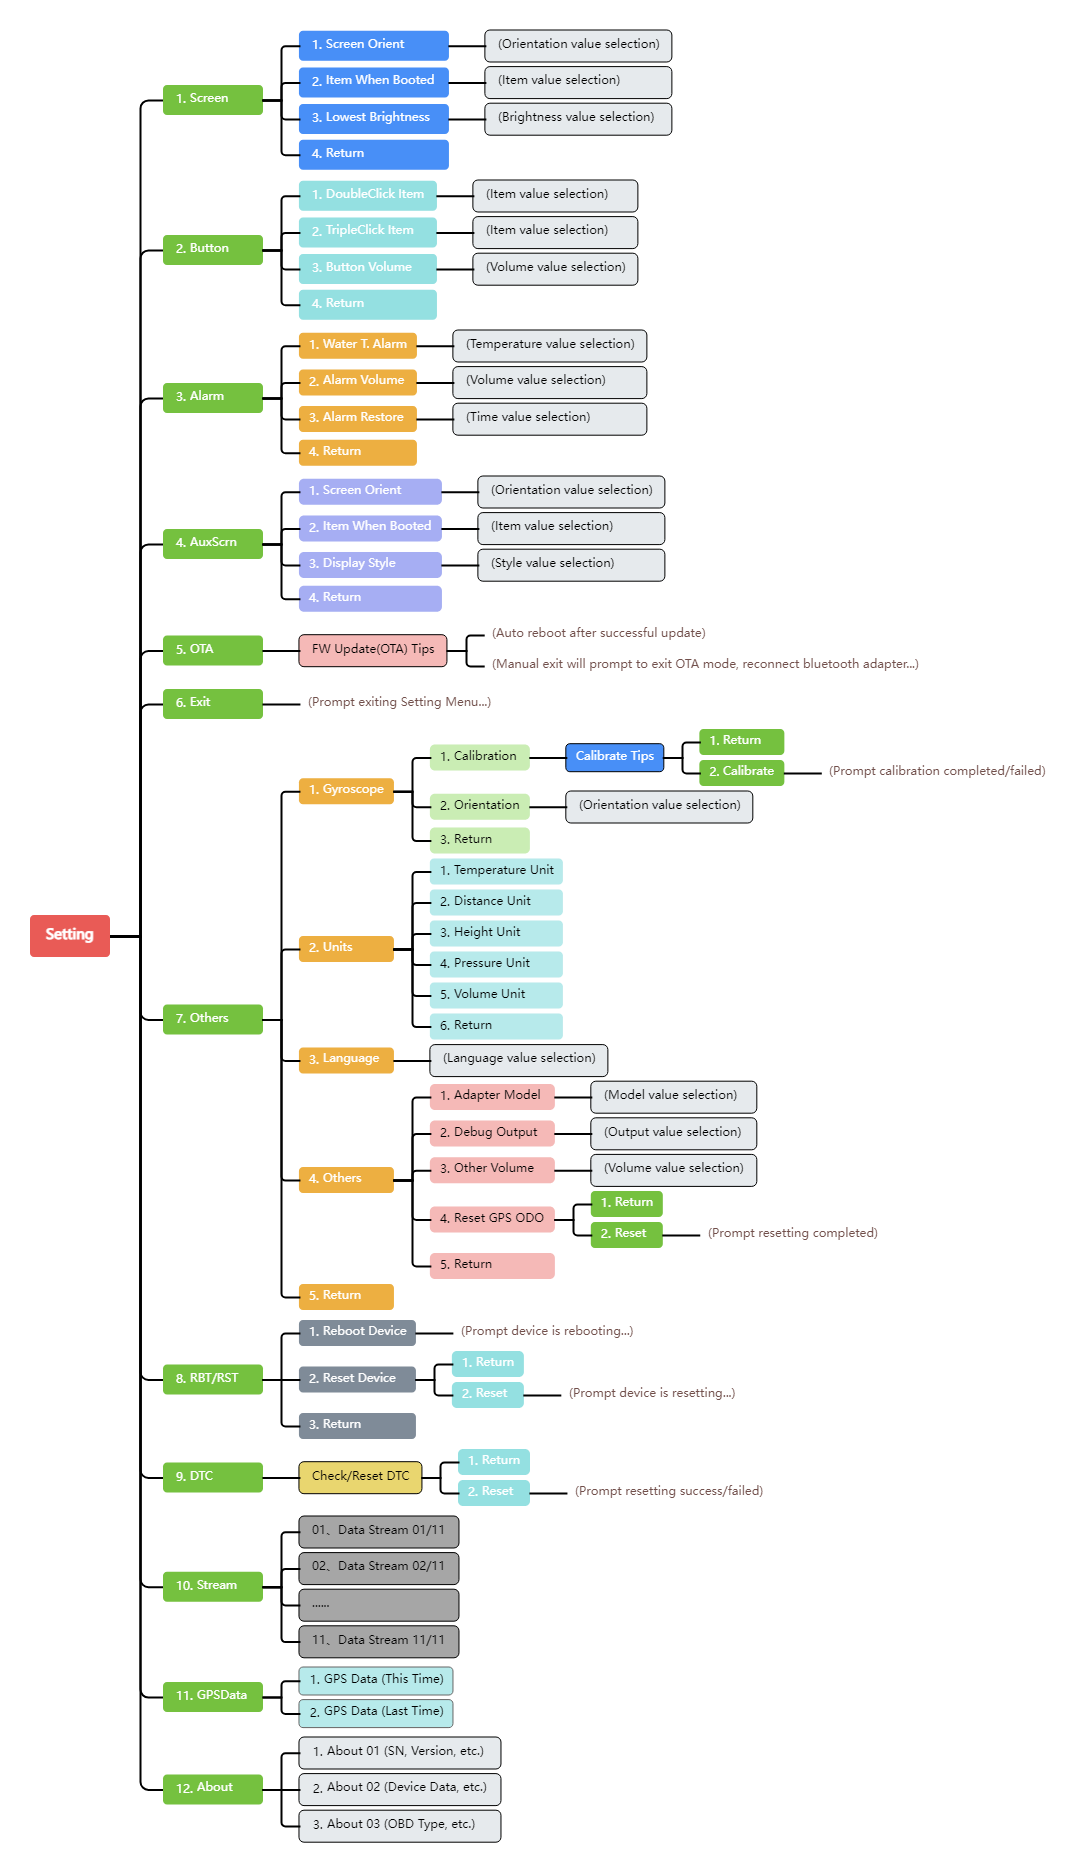 Setting
1. Screen
1. Screen Orient
(Orientation value selection)
2. Item When Booted
(Item value selection)
3. Lowest Brightness
(Brightness value selection)
4. Return
2. Button
1. DoubleClick Item
(Item value selection)
2. TripleClick Item
(Item value selection)
3. Button Volume
(Volume value selection)
4. Return
3. Alarm
1. Water T. Alarm
(Temperature value selection)
2. Alarm Volume
(Volume value selection)
3. Alarm Restore
(Time value selection)
4. Return
4. AuxScrn
1. Screen Orient
(Orientation value selection)
2. Item When Booted
(Item value selection)
3. Display Style
(Style value selection)
4. Return
5. OTA
FW Update(OTA) Tips
(Auto reboot after successful update)
(Manual exit will prompt to exit OTA mode, reconnect bluetooth adapter...)
6. Exit
(Prompt exiting Setting Menu...)
7. Others
1. Gyroscope
1. Calibration
Calibrate Tips
1. Return
2. Calibrate
(Prompt calibration completed/failed)
2. Orientation
(Orientation value selection)
3. Return
2. Units
1. Temperature Unit
2. Distance Unit
3. Height Unit
4. Pressure Unit
5. Volume Unit
6. Return
3. Language
(Language value selection)
4. Others
1. Adapter Model
(Model value selection)
2. Debug Output
(Output value selection)
3. Other Volume
(Volume value selection)
4. Reset GPS ODO
1. Return
2. Reset
(Prompt resetting completed)
5. Return
5. Return
8. RBT/RST
1. Reboot Device
(Prompt device is rebooting...)
2. Reset Device
1. Return
2. Reset
(Prompt device is resetting...)
3. Return
9. DTC
Check/Reset DTC
1. Return
2. Reset
(Prompt resetting success/failed)
10. Stream
01、Data Stream 01/11
02、Data Stream 02/11
......
11、Data Stream 11/11
11. GPSData
1. GPS Data (This Time)
2. GPS Data (Last Time)
12. About
1. About 01 (SN, Version, etc.)
2. About 02 (Device Data, etc.)
3. About 03 (OBD Type, etc.)